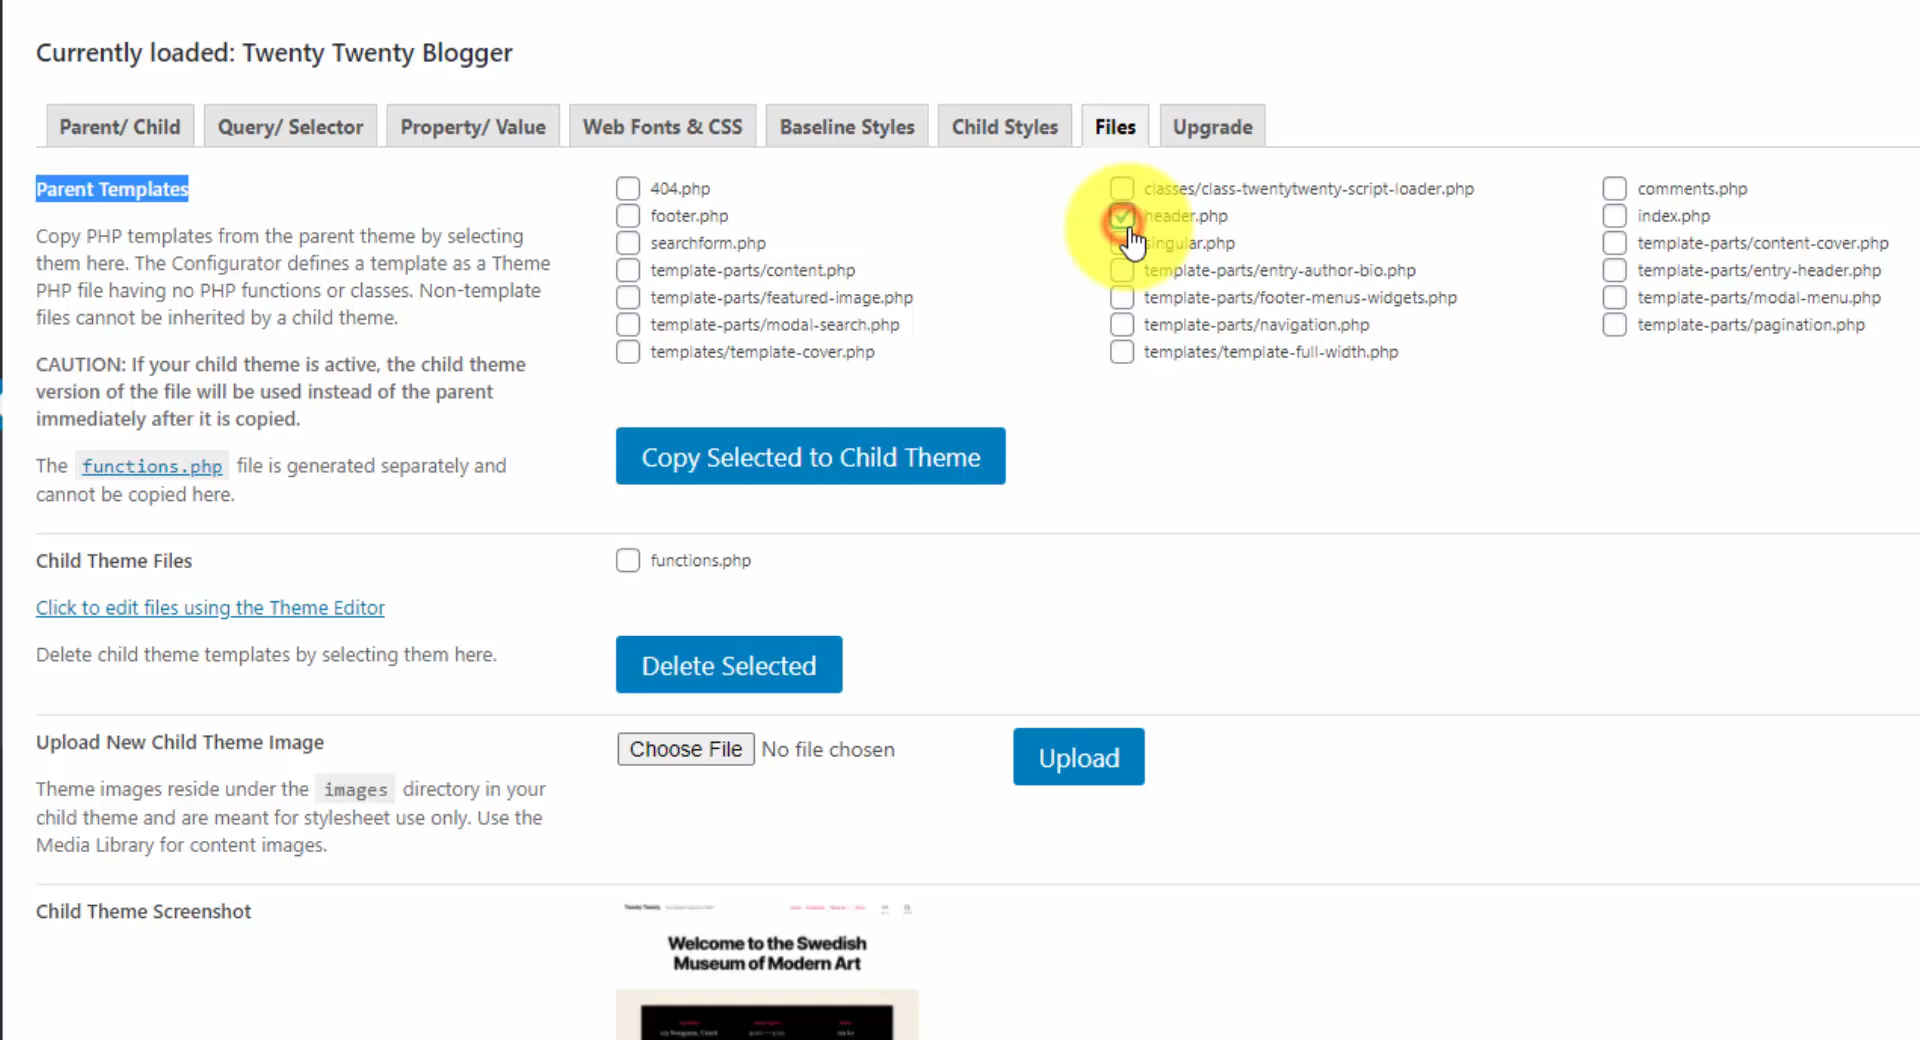 Currently loaded: Twenty Twenty Blogger
Parent/ Child
Query/ Selector
Property/ Value
Web Fonts & CSS
Baseline Styles
Child Styles
Files
Upgrade
Parent Templates
Copy PHP templates from the parent theme by selecting
them here. The Configurator defines a template as a Theme
PHP file having no PHP functions or classes. Non-template
files cannot be inherited by a child theme.
CAUTION: If your child theme is active, the child theme
version of the file will be used instead of the parent
immediately after it is copied.
The functions.php file is generated separately and
cannot be copied here.
404.php
classes/class-twentytwenty-script-loader.php
comments.php
footer.php
header.php
index.php
searchform.php
singular.php
template-parts/content-cover.php
template-parts/content.php
template-parts/entry-author-bio.php
template-parts/entry-header.php
template-parts/featured-image.php
template-parts/footer-menus-widgets.php
template-parts/modal-menu.php
template-parts/modal-search.php
template-parts/navigation.php
template-parts/pagination.php
templates/template-cover.php
templates/template-full-width.php
Copy Selected to Child Theme
Child Theme Files
Click to edit files using the Theme Editor
Delete child theme templates by selecting them here.
functions.php
Delete Selected
Upload New Child Theme Image
Theme images reside under the images directory in your
child theme and are meant for stylesheet use only. Use the
Media Library for content images.
Choose File No file chosen
Upload
Child Theme Screenshot
Twenty Twenty
Welcome to the Swedish
Museum of Modern Art